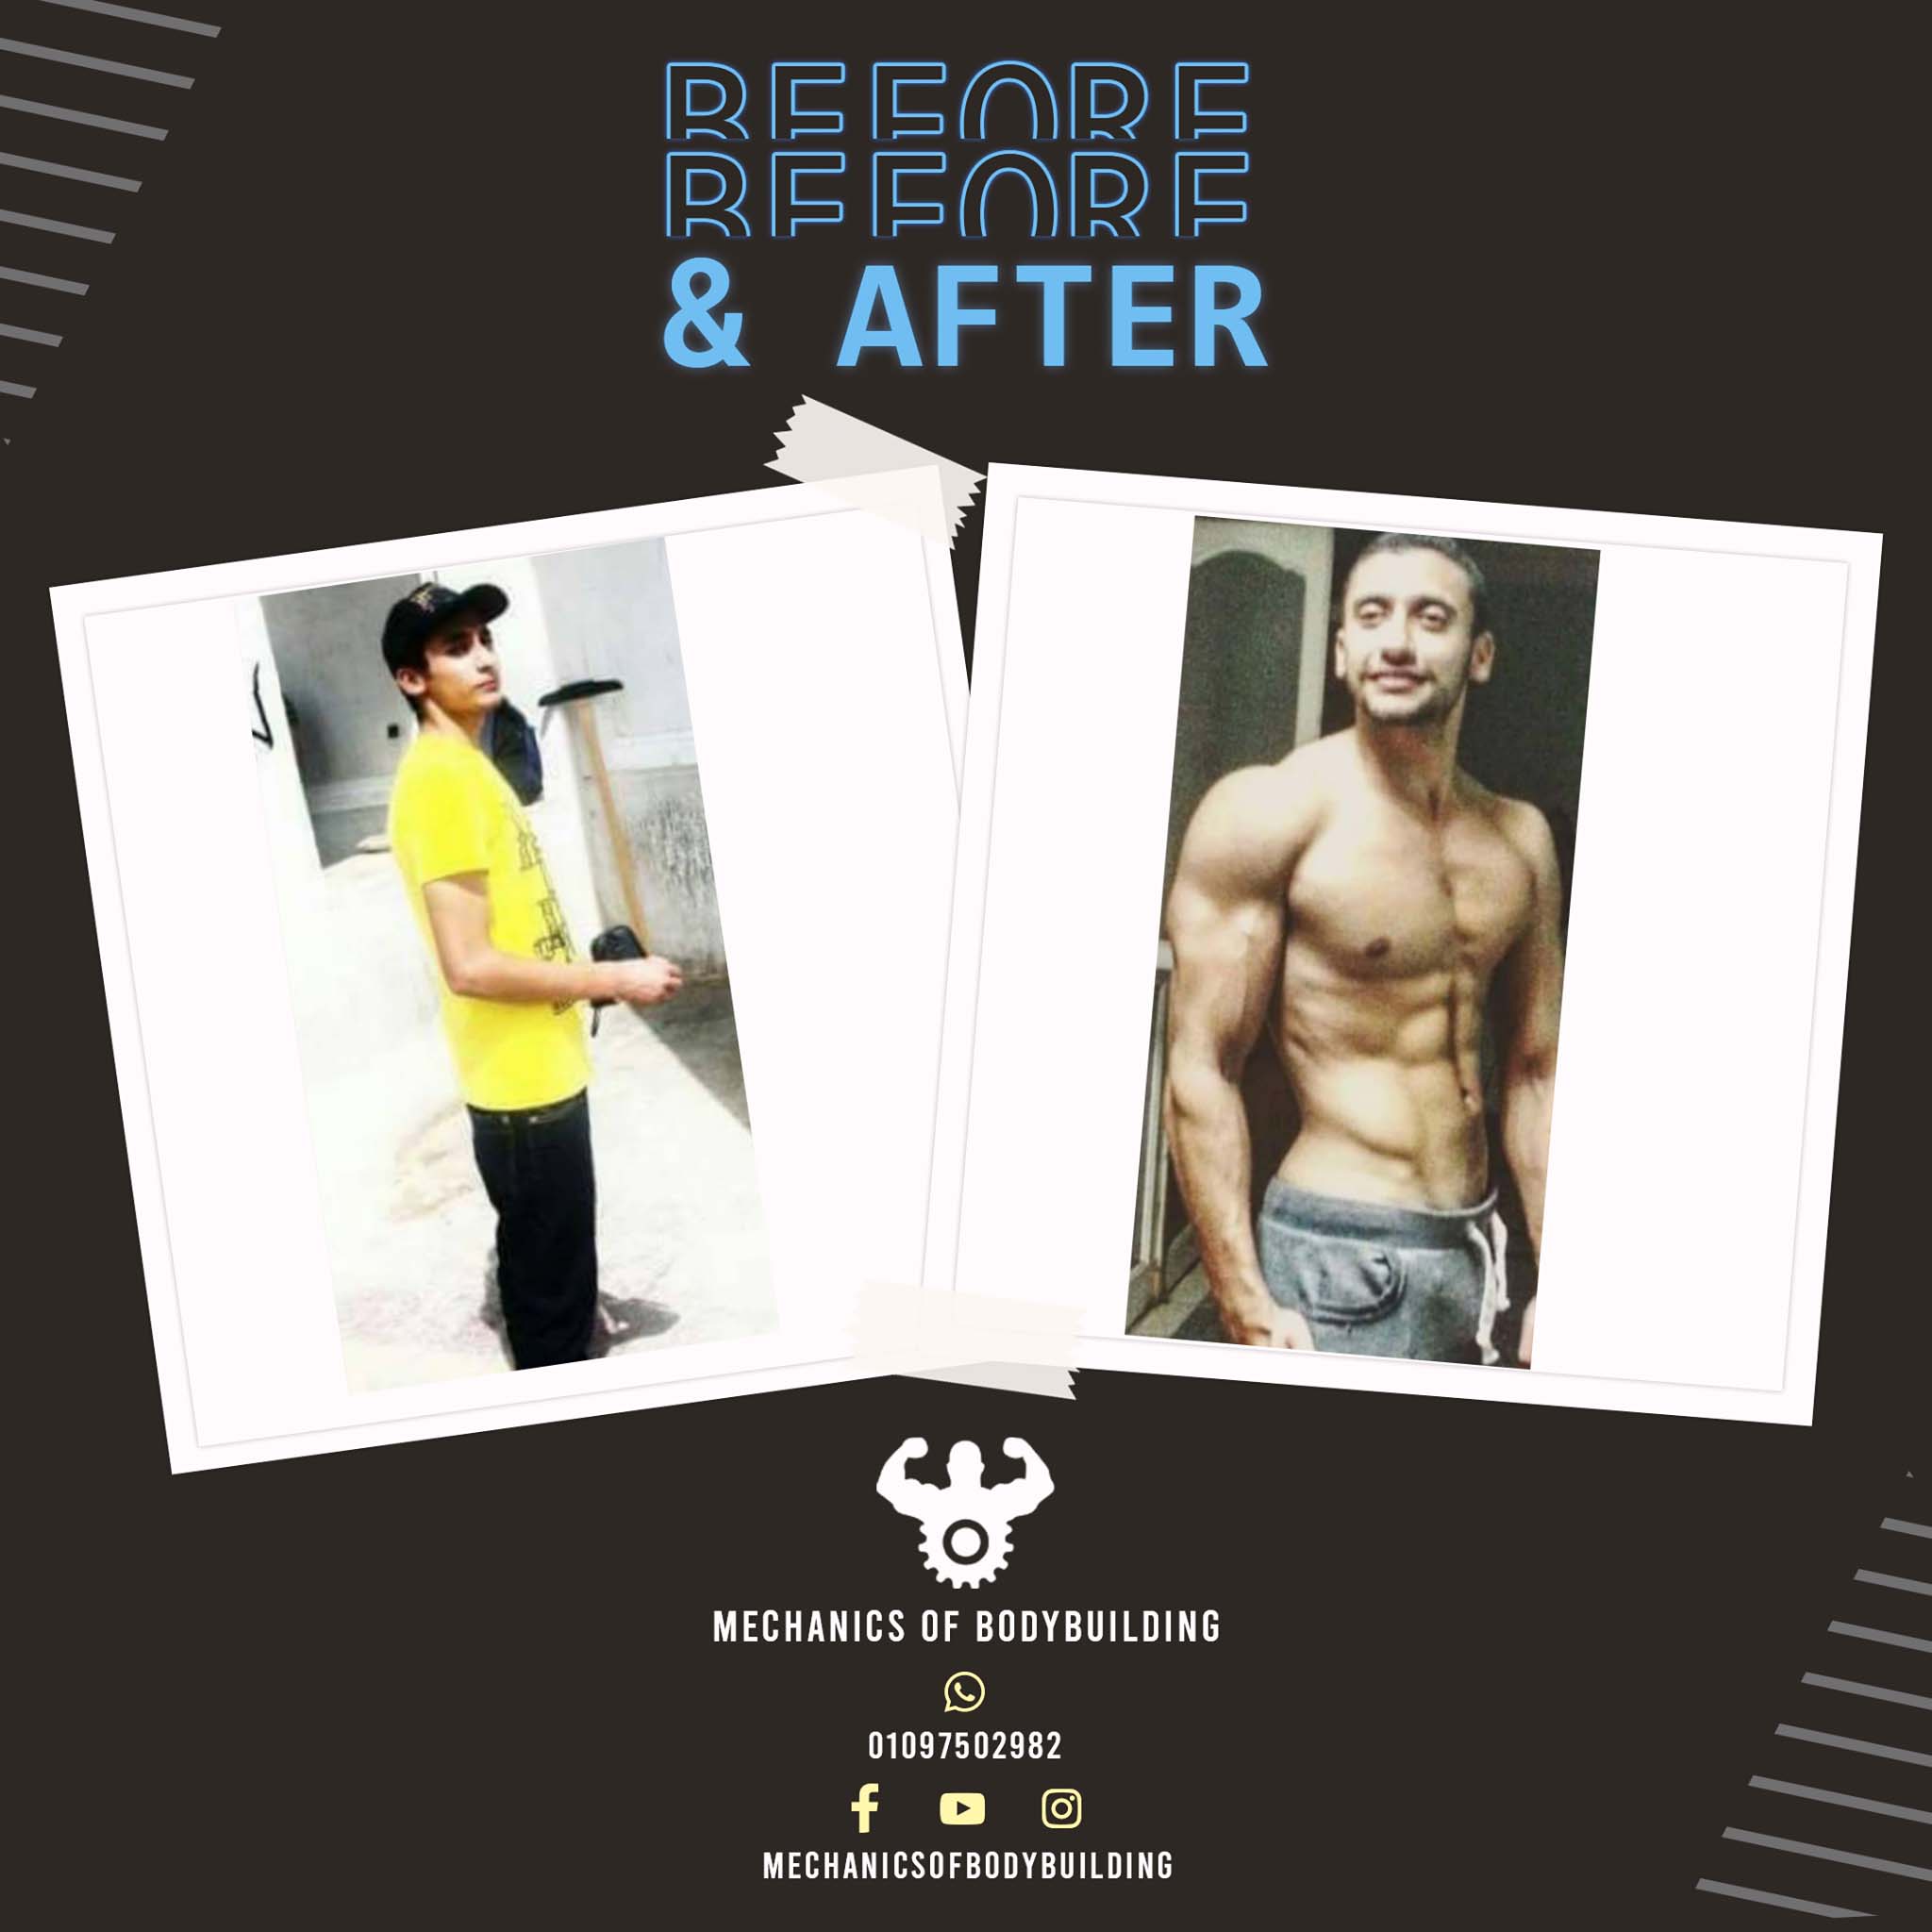 BEFORE
BEFORE
& AFTER
MECHANICS OF BODYBUILDING
01097502982
MECHANICSOFBODYBUILDING